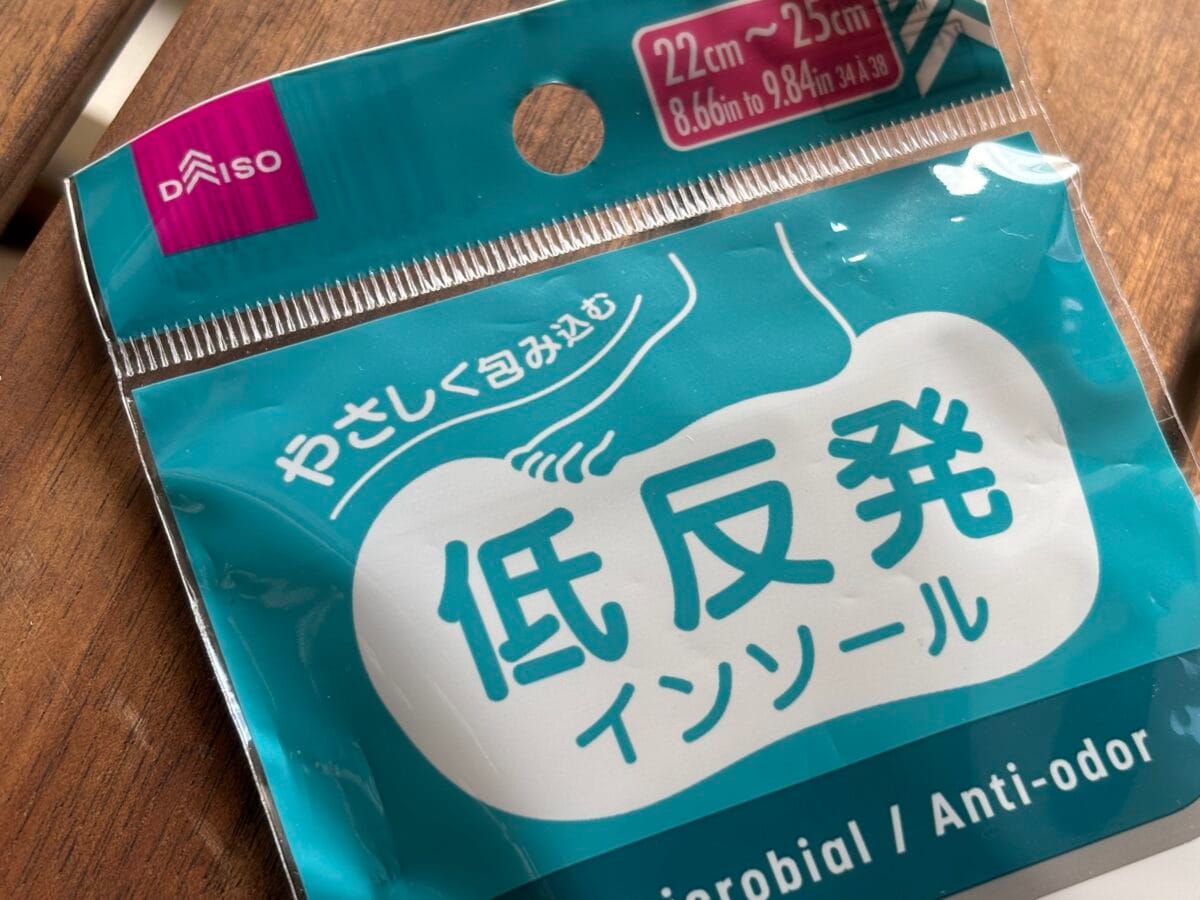 DAISO
22cm~25cm
8.66in to 9.84in 34 À 38
やさしく包み込む
低反発
インソール
/ Anti-odor